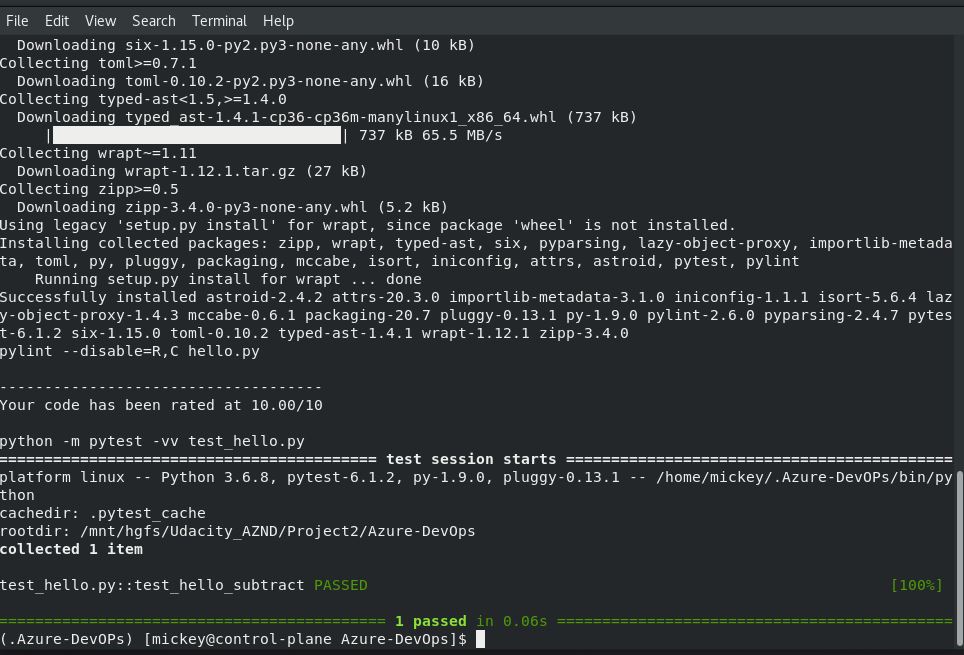 File Edit View Search Terminal Help
  Downloading six-1.15.0-py2.py3-none-any.whl (10 kB)
Collecting toml>=0.7.1
  Downloading toml-0.10.2-py2.py3-none-any.whl (16 kB)
Collecting typed-ast<1.5,>=1.4.0
  Downloading typed_ast-1.4.1-cp36-cp36m-manylinux1_x86_64.whl (737 kB)
     |████████████████████████████████| 737 kB 65.5 MB/s
Collecting wrapt~=1.11
  Downloading wrapt-1.12.1.tar.gz (27 kB)
Collecting zipp>=0.5
  Downloading zipp-3.4.0-py3-none-any.whl (5.2 kB)
Using legacy 'setup.py install' for wrapt, since package 'wheel' is not installed.
Installing collected packages: zipp, wrapt, typed-ast, six, pyparsing, lazy-object-proxy, importlib-metada
ta, toml, py, pluggy, packaging, mccabe, isort, iniconfig, attrs, astroid, pytest, pylint
    Running setup.py install for wrapt ... done
Successfully installed astroid-2.4.2 attrs-20.3.0 importlib-metadata-3.1.0 iniconfig-1.1.1 isort-5.6.4 laz
y-object-proxy-1.4.3 mccabe-0.6.1 packaging-20.7 pluggy-0.13.1 py-1.9.0 pylint-2.6.0 pyparsing-2.4.7 pytes
t-6.1.2 six-1.15.0 toml-0.10.2 typed-ast-1.4.1 wrapt-1.12.1 zipp-3.4.0
pylint --disable=R,C hello.py

------------------------------------
Your code has been rated at 10.00/10

python -m pytest -vv test_hello.py
========================================== test session starts ===========================================
platform linux -- Python 3.6.8, pytest-6.1.2, py-1.9.0, pluggy-0.13.1 -- /home/mickey/.Azure-DevOPs/bin/py
thon
cachedir: .pytest_cache
rootdir: /mnt/hgfs/Udacity_AZND/Project2/Azure-DevOps
collected 1 item

test_hello.py::test_hello_subtract PASSED [100%]

=========================================== 1 passed in 0.06s ============================================
(.Azure-DevOPs) [mickey@control-plane Azure-DevOps]$